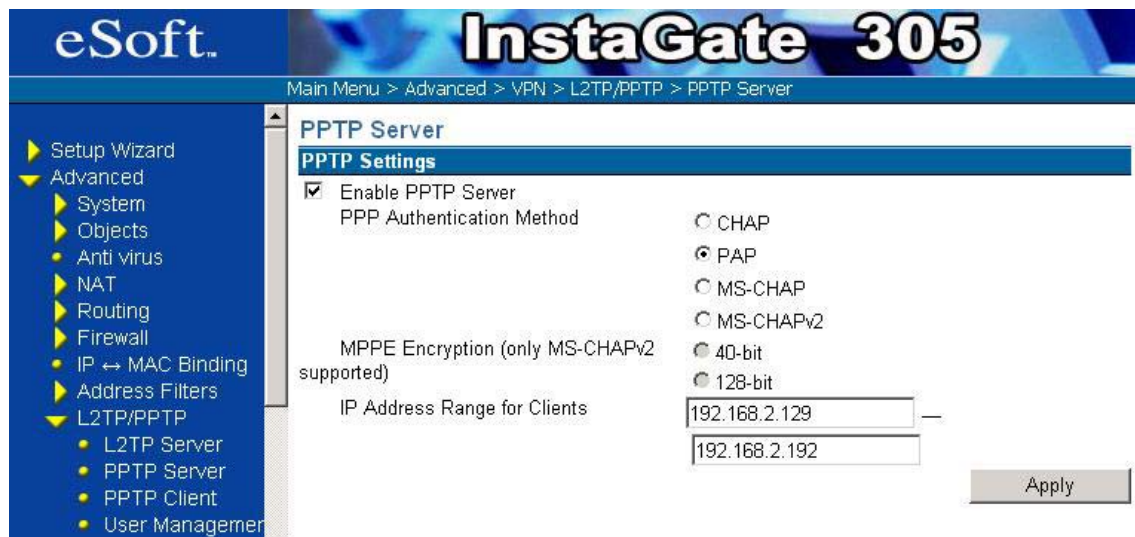 eSoft™
InstaGate 305
Main Menu > Advanced > VPN > L2TP/PPTP > PPTP Server
Setup Wizard
Advanced
System
Objects
Anti virus
NAT
Routing
Firewall
IP ↔ MAC Binding
Address Filters
L2TP/PPTP
L2TP Server
PPTP Server
PPTP Client
User Managemen
PPTP Server
PPTP Settings
Enable PPTP Server
PPP Authentication Method
CHAP
PAP
MS-CHAP
MS-CHAPv2
MPPE Encryption (only MS-CHAPv2
supported)
40-bit
128-bit
IP Address Range for Clients
192.168.2.129 —
192.168.2.192
Apply